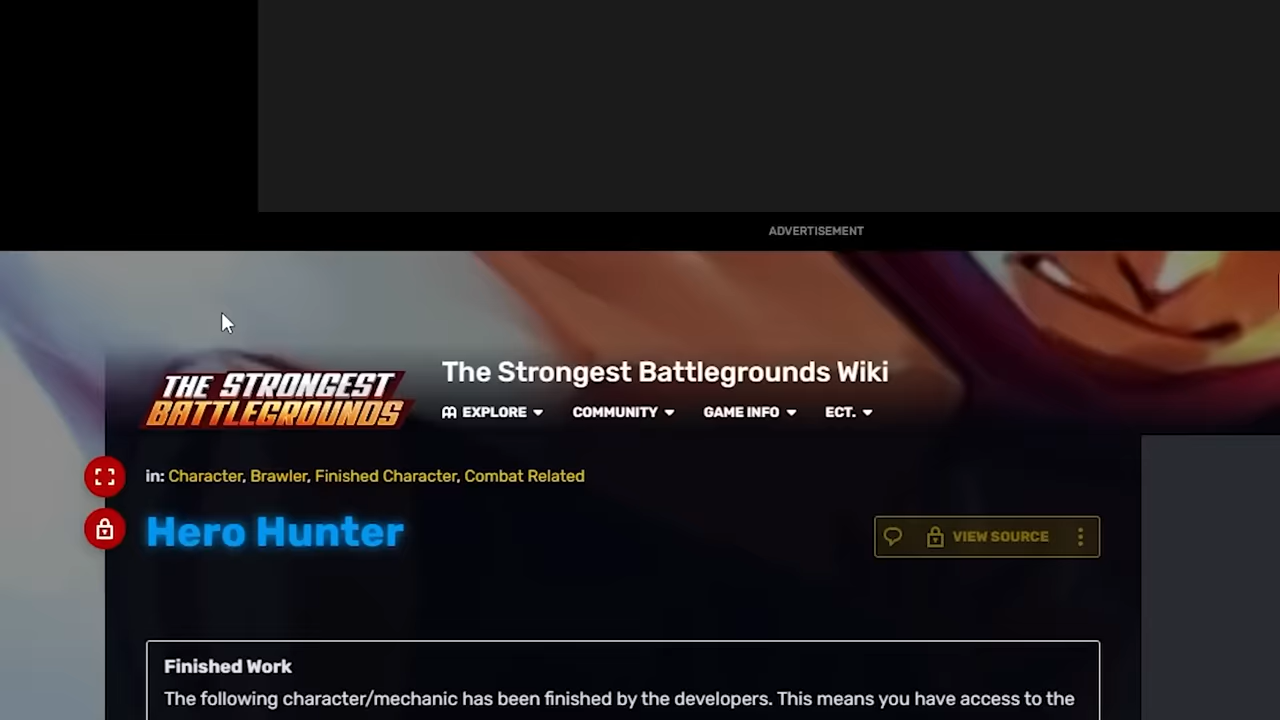 ADVERTISEMENT
THE STRONGEST
BATTLEGROUNDS
The Strongest Battlegrounds Wiki
EXPLORE COMMUNITY GAME INFO ECT.
in: Character, Brawler, Finished Character, Combat Related
Hero Hunter
VIEW SOURCE
Finished Work
The following character/mechanic has been finished by the developers. This means you have access to the